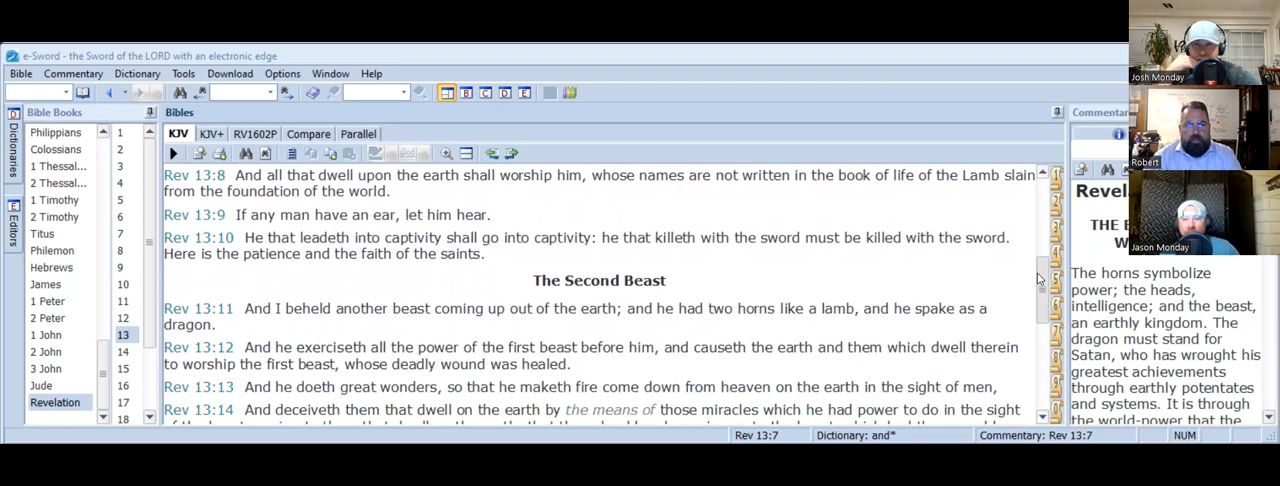 e-Sword - the Sword of the LORD with an electronic edge
Bible Commentary Dictionary Tools Download Options Window Help
B C D E
Dictionaries
Editors
Bible Books
Philippians
Colossians
1 Thessal...
2 Thessal...
1 Timothy
2 Timothy
Titus
Philemon
Hebrews
James
1 Peter
2 Peter
1 John
2 John
3 John
Jude
Revelation
1
2
3
4
5
6
7
8
9
10
11
12
13
14
15
16
17
18
Bibles
KJV KJV+ RV1602P Compare Parallel
Rev 13:8 And all that dwell upon the earth shall worship him, whose names are not written in the book of life of the Lamb slain
from the foundation of the world.
Rev 13:9 If any man have an ear, let him hear.
Rev 13:10 He that leadeth into captivity shall go into captivity: he that killeth with the sword must be killed with the sword.
Here is the patience and the faith of the saints.
The Second Beast
Rev 13:11 And I beheld another beast coming up out of the earth; and he had two horns like a lamb, and he spake as a
dragon.
Rev 13:12 And he exerciseth all the power of the first beast before him, and causeth the earth and them which dwell therein
to worship the first beast, whose deadly wound was healed.
Rev 13:13 And he doeth great wonders, so that he maketh fire come down from heaven on the earth in the sight of men,
Rev 13:14 And deceiveth them that dwell on the earth by the means of those miracles which he had power to do in the sight
Commentar
Revel
THE B
W
The horns symbolize
power; the heads,
intelligence; and the beast,
an earthly kingdom. The
dragon must stand for
Satan, who has wrought his
greatest achievements
through earthly potentates
and systems. It is through
the world-power that the
Josh Monday
Robert
Jason Monday
Rev 13:7 Dictionary: and* Commentary: Rev 13:7 NUM